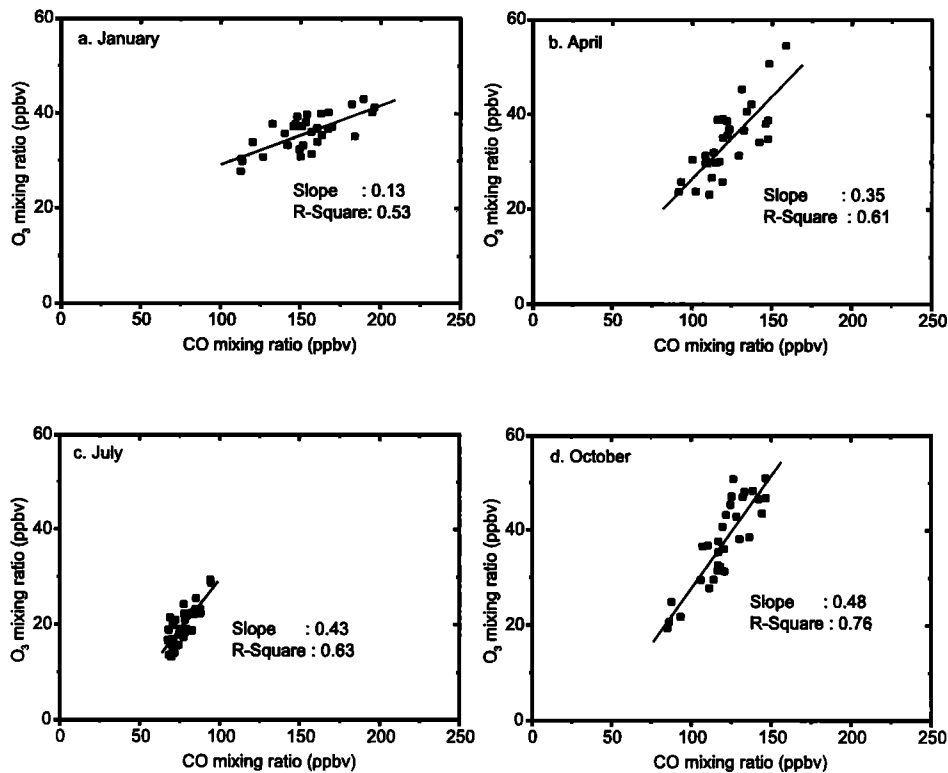 a. January
60
40
20
0
O3 mixing ratio (ppbv)
Slope : 0.13
R-Square: 0.53
0 50 100 150 200 250
CO mixing ratio (ppbv)
b. April
60
40
20
0
O3 mixing ratio (ppbv)
Slope : 0.35
R-Square : 0.61
0 50 100 150 200 250
CO mixing ratio (ppbv)
c. July
60
40
20
0
O3 mixing ratio (ppbv)
Slope : 0.43
R-Square : 0.63
0 50 100 150 200 250
CO mixing ratio (ppbv)
d. October
60
40
20
0
O3 mixing ratio (ppbv)
Slope : 0.48
R-Square : 0.76
0 50 100 150 200 250
CO mixing ratio (ppbv)